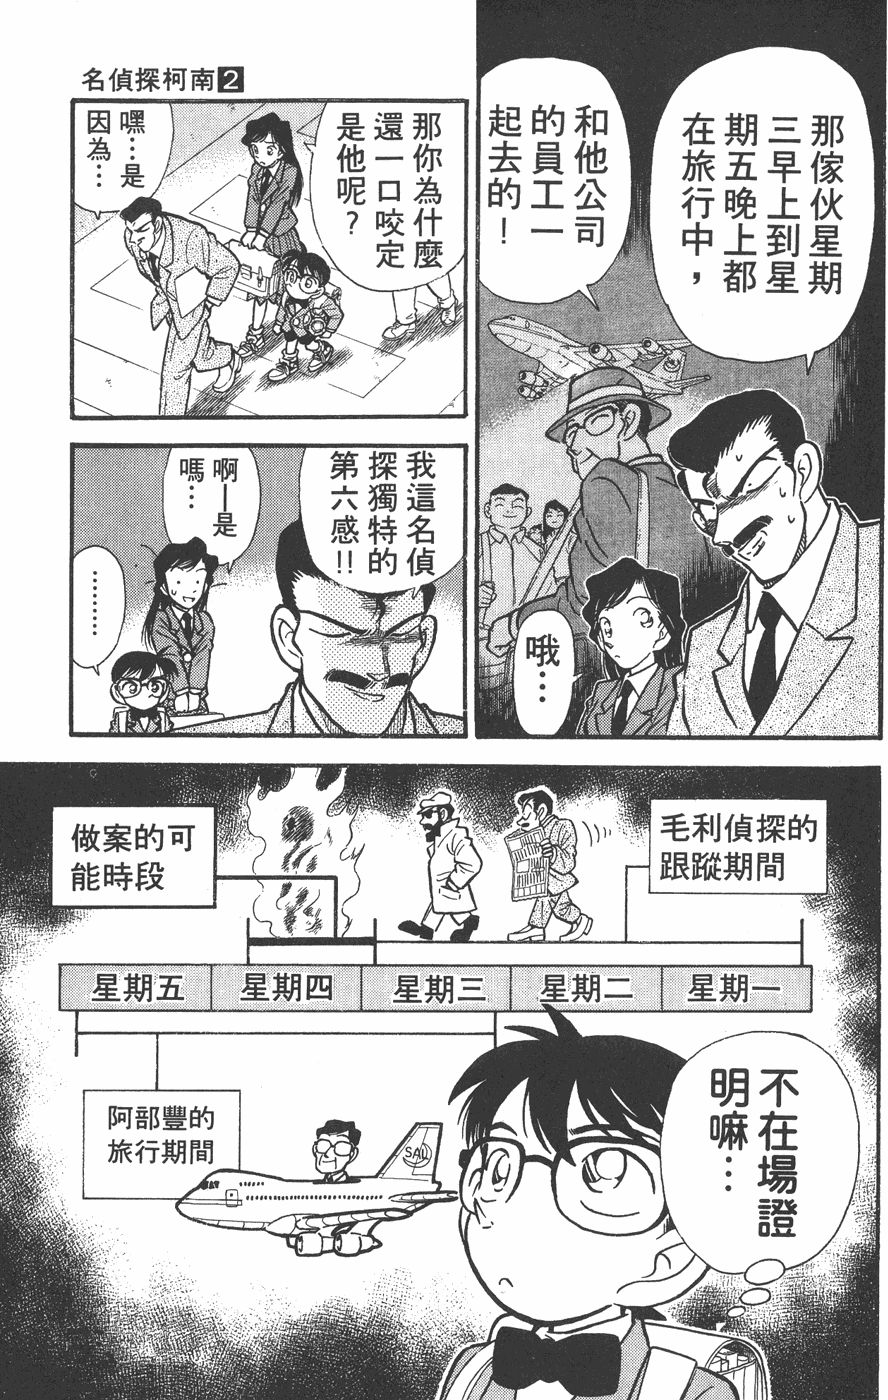 名偵探柯南2
那傢伙星期
三早上到星
期五晚上都
在旅行中，
和他公司
的員工一
起去的！
哦…
那你為什麼
還一口咬定
是他呢？
嘿…是
因為…
我這名偵
探獨特的
第六感!!
啊—是
嗎…
………
毛利偵探的
跟蹤期間
做案的可
能時段
星期五
星期四
星期三
星期二
星期一
阿部豐的
旅行期間
SAL
不在場證
明嘛…